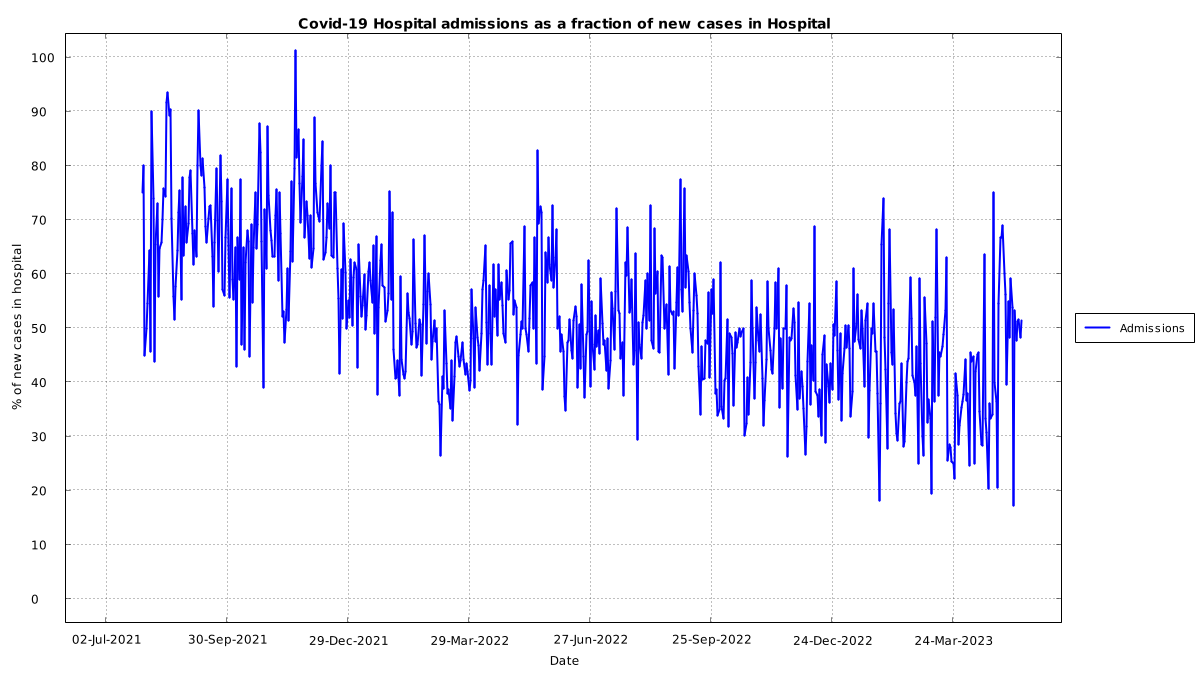 Covid-19 Hospital admissions as a fraction of new cases in Hospital
100
90
80
70
60
50
40
30
20
10
0
% of new cases in hospital
02-Jul-2021
30-Sep-2021
29-Dec-2021
29-Mar-2022
27-Jun-2022
25-Sep-2022
24-Dec-2022
24-Mar-2023
Date
Admissions